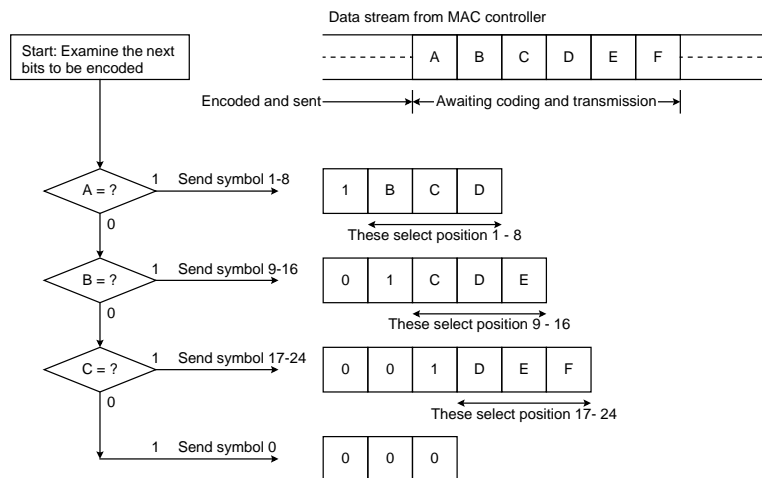 Data stream from MAC controller
Start: Examine the next
bits to be encoded
A B C D E F
Encoded and sent
Awaiting coding and transmission
A = ?
1
Send symbol 1-8
1 B C D
0
These select position 1 - 8
B = ?
1
Send symbol 9-16
0 1 C D E
0
These select position 9 - 16
C = ?
1
Send symbol 17-24
0 0 1 D E F
0
These select position 17- 24
1
Send symbol 0
0 0 0